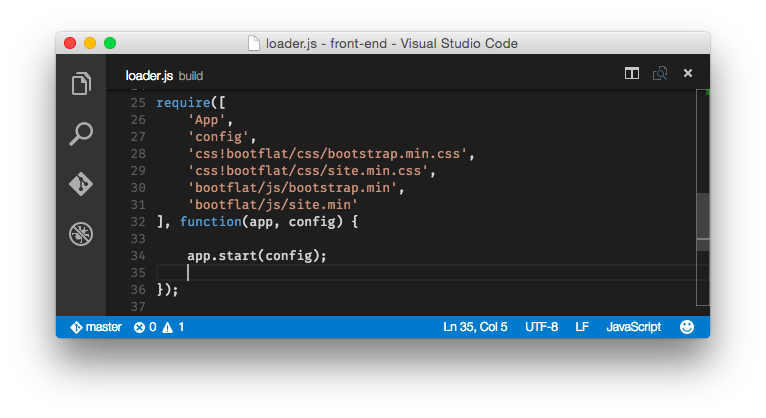 loader.js - front-end - Visual Studio Code
loader.js build
25 require([
26     'App',
27     'config',
28     'css!bootflat/css/bootstrap.min.css',
29     'css!bootflat/css/site.min.css',
30     'bootflat/js/bootstrap.min',
31     'bootflat/js/site.min'
32 ], function(app, config) {
33
34     app.start(config);
35
36 });
37
master 0 1 Ln 35, Col 5 UTF-8 LF JavaScript